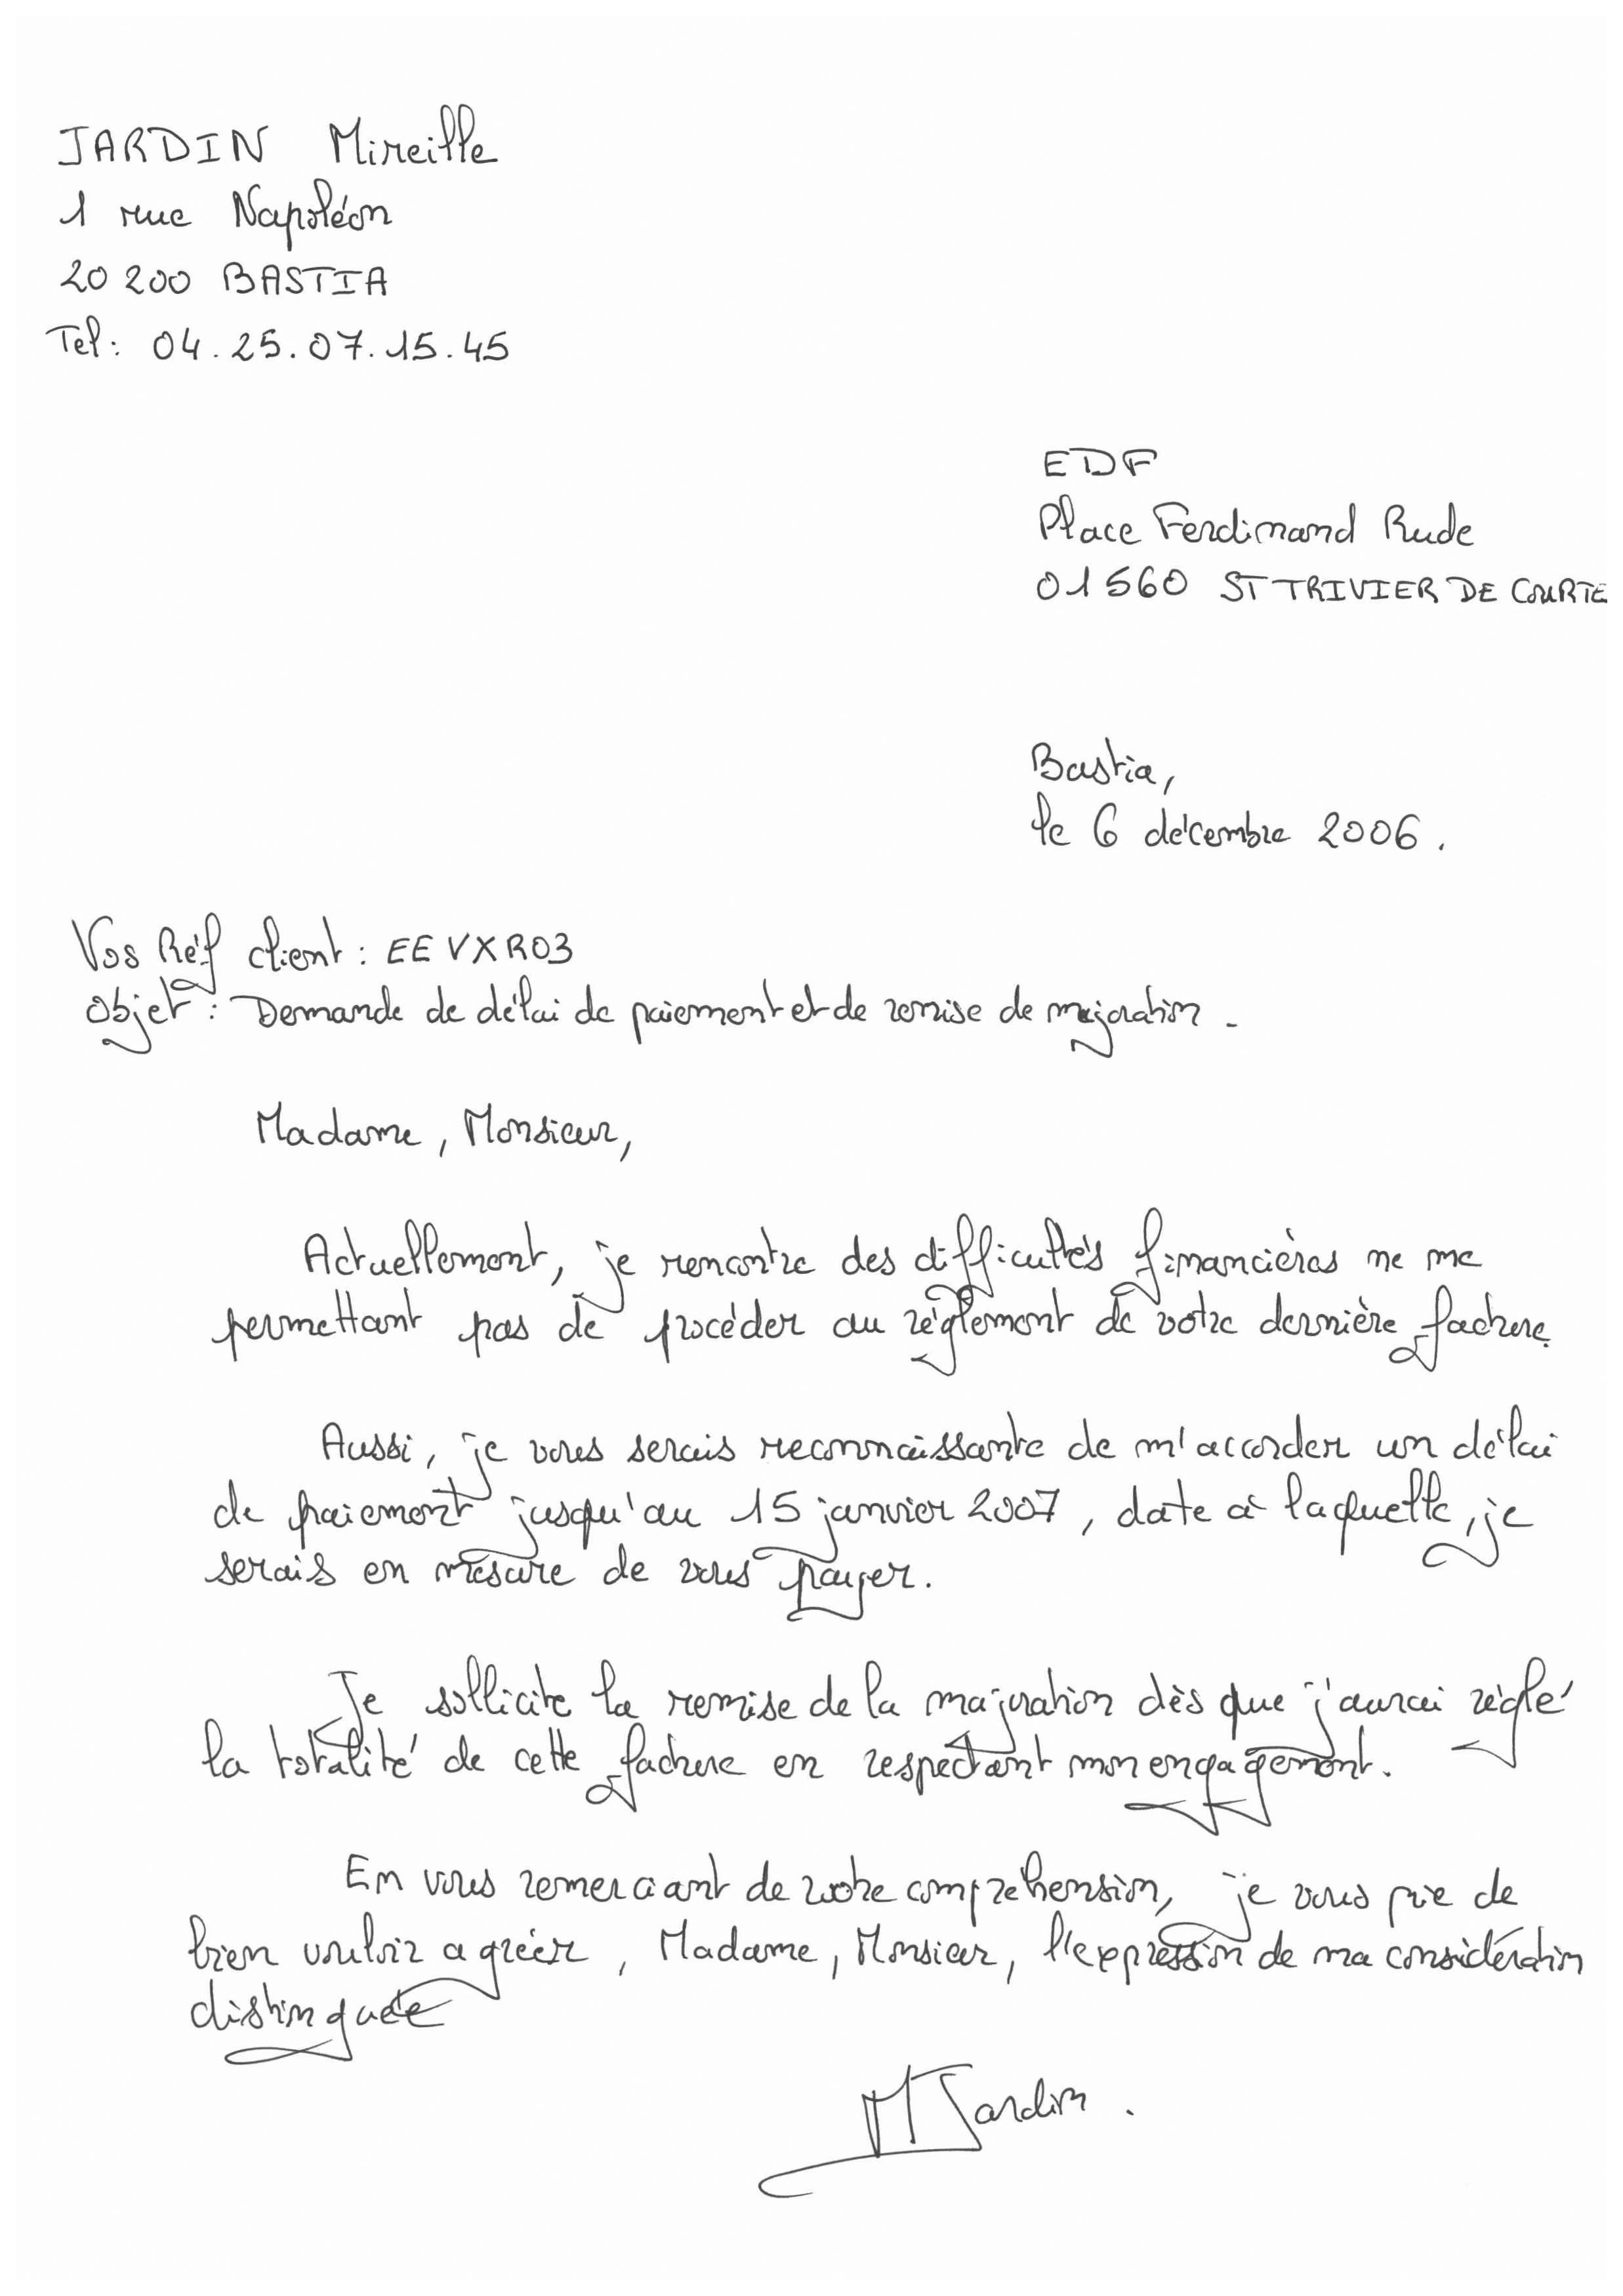 JARDIN Mireille
1 rue Napoléon
20 200 BASTIA
Tel: 04.25.07.15.45
EDF
Place Ferdinand Rude
01560 ST TRIVIER DE COURTE
Bastia,
le 6 décembre 2006.
Vos Réf client : EEVXR03
Objet : Demande de délai de paiement et de remise de majoration -
Madame, Monsieur,
Actuellement, je rencontre des difficultés financières ne me
permettant pas de procéder au règlement de votre dernière facture.
Aussi, je vous serais reconnaissante de m'accorder un délai
de paiement jusqu'au 15 janvier 2007, date à laquelle, je
serais en mesure de vous payer.
Je sollicite la remise de la majoration dès que j'aurai réglé
la totalité de cette facture en respectant mon engagement.
En vous remerciant de votre compréhension, je vous prie de
bien vouloir agréer, Madame, Monsieur, l'expression de ma considération
distinguée
M Jardin.